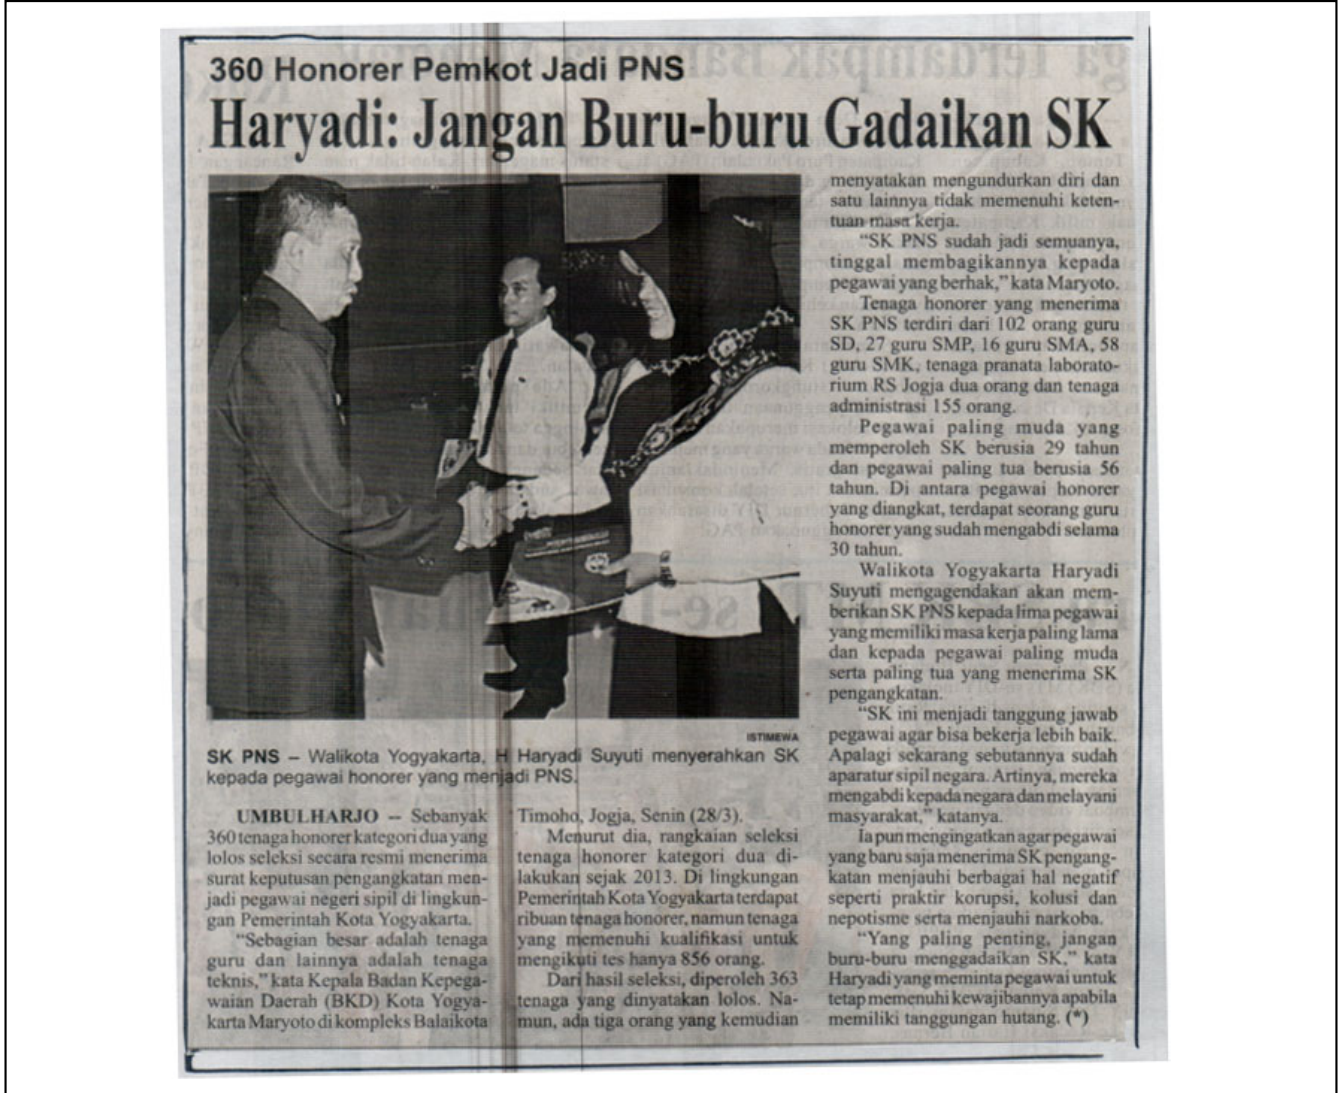 360 Honorer Pemkot Jadi PNS
Haryadi: Jangan Buru-buru Gadaikan SK
ISTIMEWA
SK PNS – Walikota Yogyakarta, H Haryadi Suyuti menyerahkan SK
kepada pegawai honorer yang menjadi PNS.
UMBULHARJO – Sebanyak
360 tenaga honorer kategori dua yang
lolos seleksi secara resmi menerima
surat keputusan pengangkatan men-
jadi pegawai negeri sipil di lingkun-
gan Pemerintah Kota Yogyakarta.
“Sebagian besar adalah tenaga
guru dan lainnya adalah tenaga
teknis,” kata Kepala Badan Kepega-
waian Daerah (BKD) Kota Yogya-
karta Maryoto di kompleks Balaikota
Timoho, Jogja, Senin (28/3).
Menurut dia, rangkaian seleksi
tenaga honorer kategori dua di-
lakukan sejak 2013. Di lingkungan
Pemerintah Kota Yogyakarta terdapat
ribuan tenaga honorer, namun tenaga
yang memenuhi kualifikasi untuk
mengikuti tes hanya 856 orang.
Dari hasil seleksi, diperoleh 363
tenaga yang dinyatakan lolos. Na-
mun, ada tiga orang yang kemudian
menyatakan mengundurkan diri dan
satu lainnya tidak memenuhi keten-
tuan masa kerja.
“SK PNS sudah jadi semuanya,
tinggal membagikannya kepada
pegawai yang berhak,” kata Maryoto.
Tenaga honorer yang menerima
SK PNS terdiri dari 102 orang guru
SD, 27 guru SMP, 16 guru SMA, 58
guru SMK, tenaga pranata laborato-
rium RS Jogja dua orang dan tenaga
administrasi 155 orang.
Pegawai paling muda yang
memperoleh SK berusia 29 tahun
dan pegawai paling tua berusia 56
tahun. Di antara pegawai honorer
yang diangkat, terdapat seorang guru
honorer yang sudah mengabdi selama
30 tahun.
Walikota Yogyakarta Haryadi
Suyuti mengagendakan akan mem-
berikan SK PNS kepada lima pegawai
yang memiliki masa kerja paling lama
dan kepada pegawai paling muda
serta paling tua yang menerima SK
pengangkatan.
“SK ini menjadi tanggung jawab
pegawai agar bisa bekerja lebih baik.
Apalagi sekarang sebutannya sudah
aparatur sipil negara. Artinya, mereka
mengabdi kepada negara dan melayani
masyarakat,” katanya.
Ia pun mengingatkan agar pegawai
yang baru saja menerima SK pengang-
katan menjauhi berbagai hal negatif
seperti praktir korupsi, kolusi dan
nepotisme serta menjauhi narkoba.
“Yang paling penting, jangan
buru-buru menggadaikan SK,” kata
Haryadi yang meminta pegawai untuk
tetap memenuhi kewajibannya apabila
memiliki tanggungan hutang. (*)